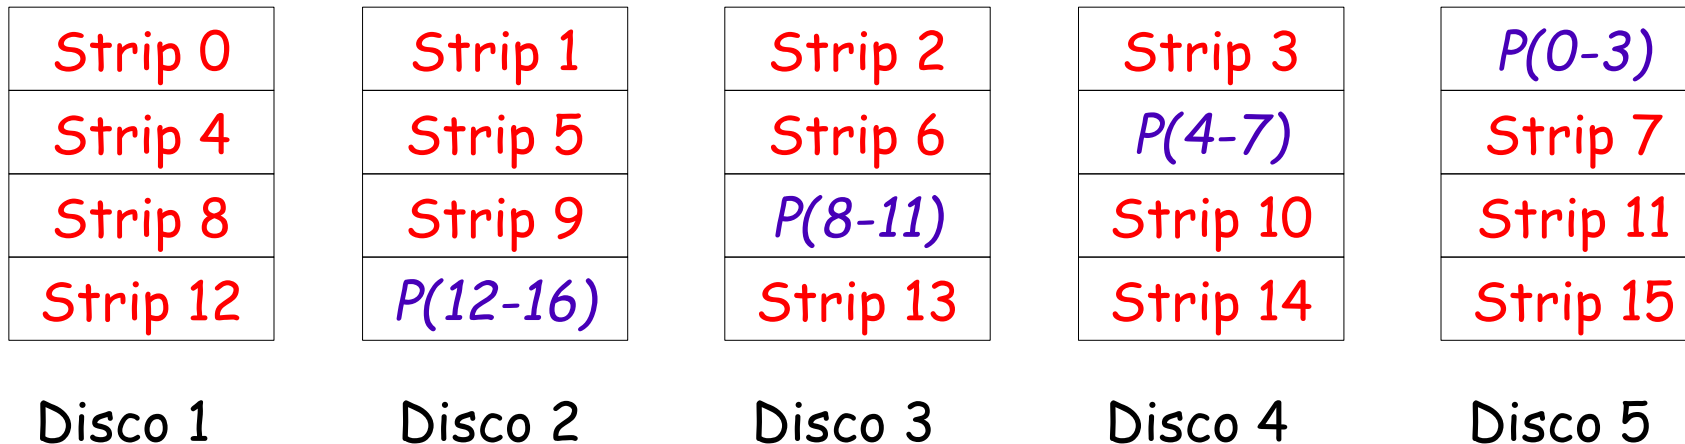 Strip 0 Strip 1 Strip 2 Strip 3 P(0-3)
Strip 4 Strip 5 Strip 6 P(4-7) Strip 7
Strip 8 Strip 9 P(8-11) Strip 10 Strip 11
Strip 12 P(12-16) Strip 13 Strip 14 Strip 15
Disco 1 Disco 2 Disco 3 Disco 4 Disco 5